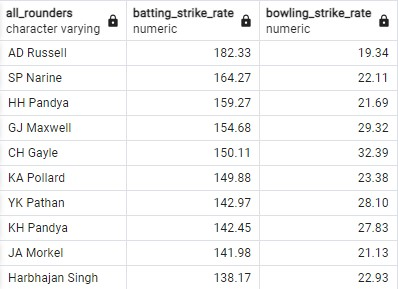 all_rounders batting_strike_rate bowling_strike_rate
character varying numeric numeric
AD Russell 182.33 19.34
SP Narine 164.27 22.11
HH Pandya 159.27 21.69
GJ Maxwell 154.68 29.32
CH Gayle 150.11 32.39
KA Pollard 149.88 23.38
YK Pathan 142.97 28.10
KH Pandya 142.45 27.83
JA Morkel 141.98 21.13
Harbhajan Singh 138.17 22.93